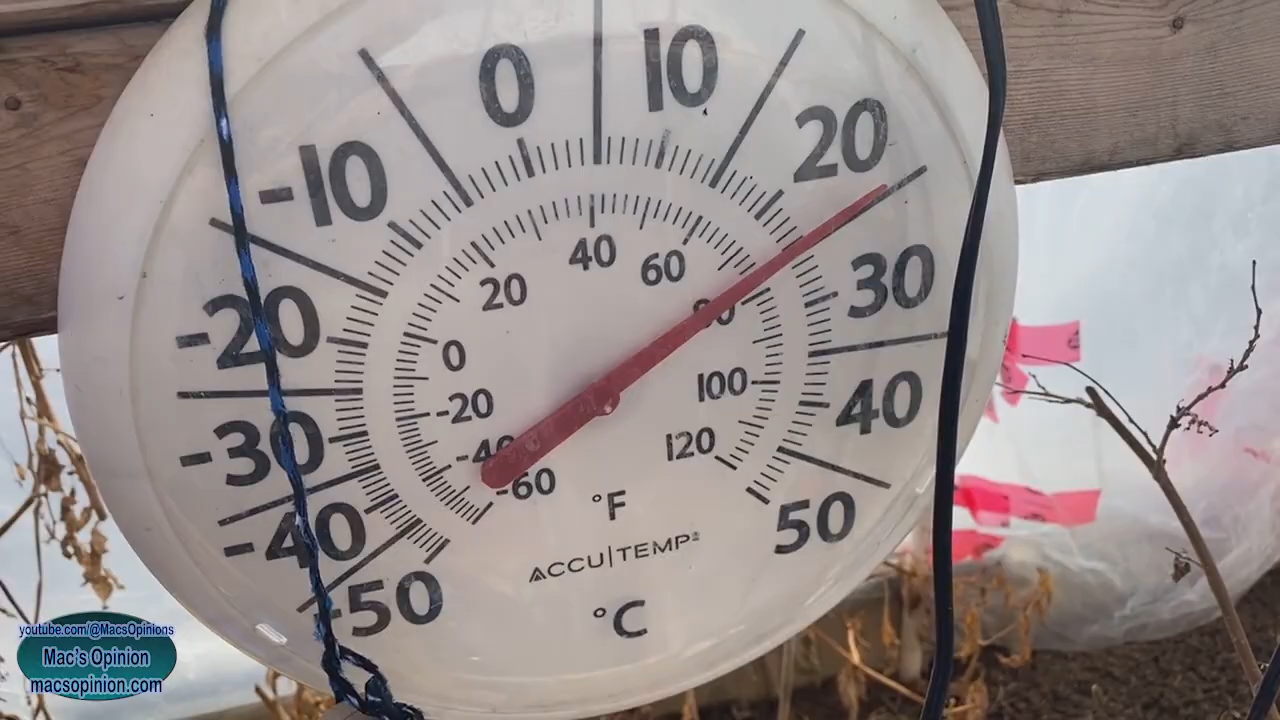 0 10
-10 20
-20 30
-30 40
-40 50
-50
20 40 60
0 80
-20 100
-40 120
-60
°F
ACCU|TEMP
°C
youtube.com/@MacsOpinions
Mac's Opinion
macsopinion.com